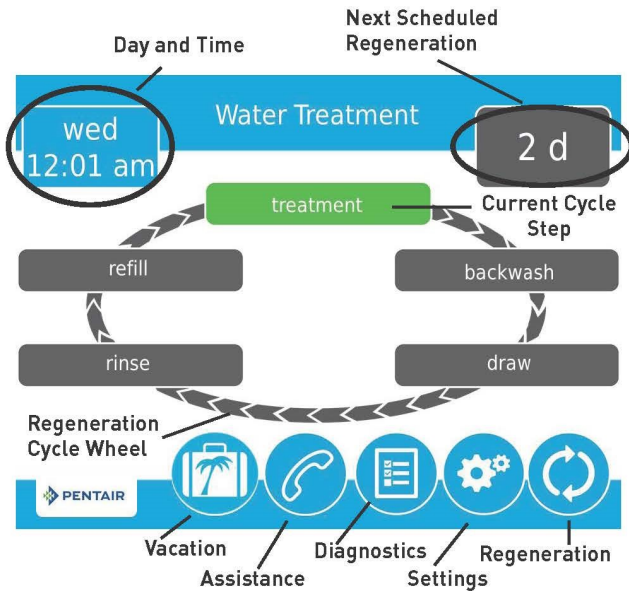 Next Scheduled
Regeneration
Day and Time
wed
12:01 am
Water Treatment
2 d
treatment
Current Cycle
Step
refill
backwash
rinse
draw
Regeneration
Cycle Wheel
PENTAIR
Vacation
Assistance
Diagnostics
Settings
Regeneration